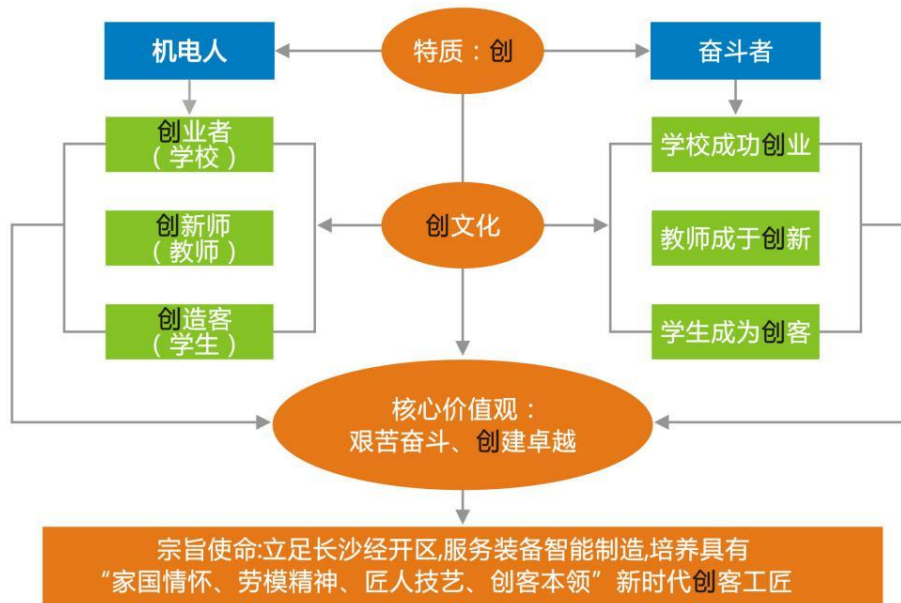 机电人
特质：创
奋斗者
创业者
（学校）
学校成功创业
创新师
（教师）
创文化
教师成于创新
创造客
（学生）
学生成为创客
核心价值观：
艰苦奋斗、创建卓越
宗旨使命:立足长沙经开区,服务装备智能制造,培养具有
“家国情怀、劳模精神、匠人技艺、创客本领”新时代创客工匠